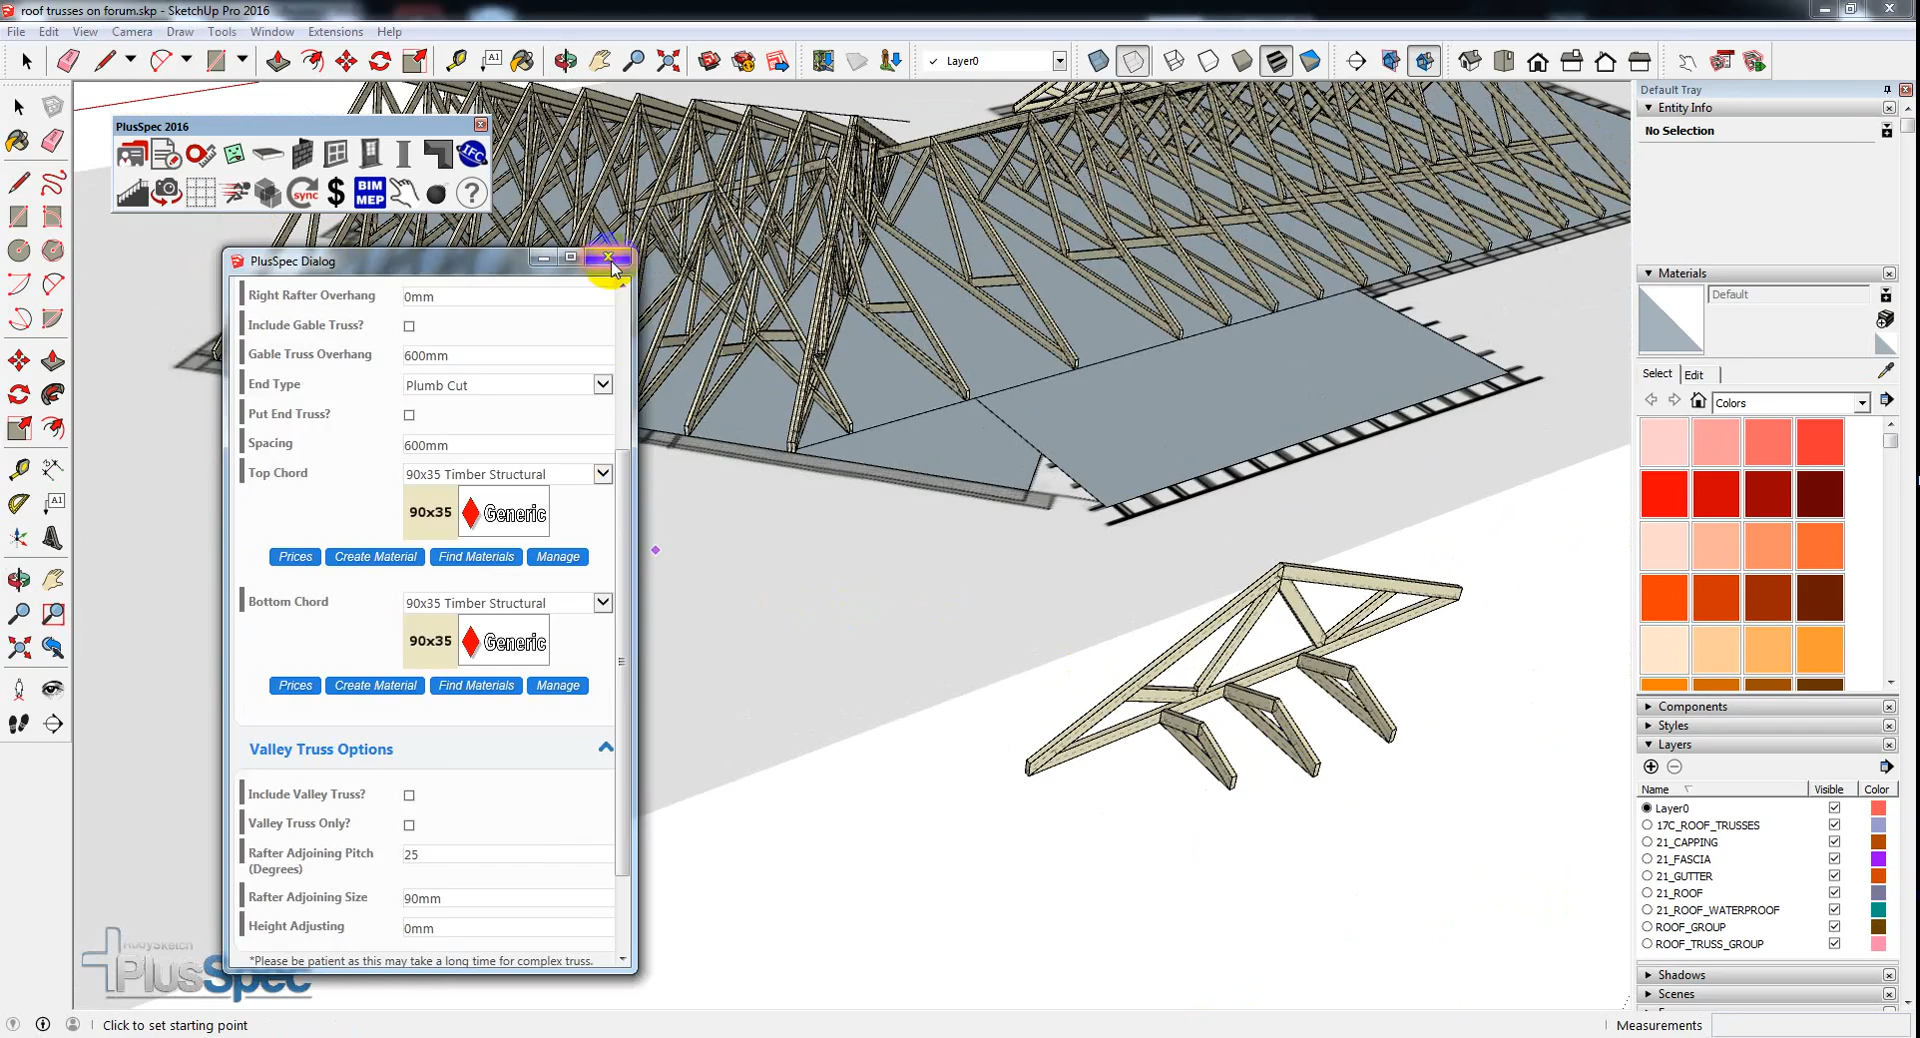 roof trusses on forum.skp - SketchUp Pro 2016
File Edit View Camera Draw Tools Window Extensions Help
A1
Layer0
PlusSpec 2016
IFC
sync
$
BIM
MEP
?
A1
PlusSpec Dialog
Right Rafter Overhang 0mm
Include Gable Truss?
Gable Truss Overhang 600mm
End Type Plumb Cut
Put End Truss?
Spacing 600mm
Top Chord 90x35 Timber Structural
90x35 Generic
Prices Create Material Find Materials Manage
Bottom Chord 90x35 Timber Structural
90x35 Generic
Prices Create Material Find Materials Manage
Valley Truss Options
Include Valley Truss?
Valley Truss Only?
Rafter Adjoining Pitch 25
(Degrees)
Rafter Adjoining Size 90mm
Height Adjusting 0mm
*Please be patient as this may take a long time for complex truss.
RubySketch
PlusSpec
Click to set starting point
Measurements
Default Tray
Entity Info
No Selection
Materials
Default
Select Edit
Colors
Components
Styles
Layers
Name Visible Color
Layer0
17C_ROOF_TRUSSES
21_CAPPING
21_FASCIA
21_GUTTER
21_ROOF
21_ROOF_WATERPROOF
ROOF_GROUP
ROOF_TRUSS_GROUP
Shadows
Scenes